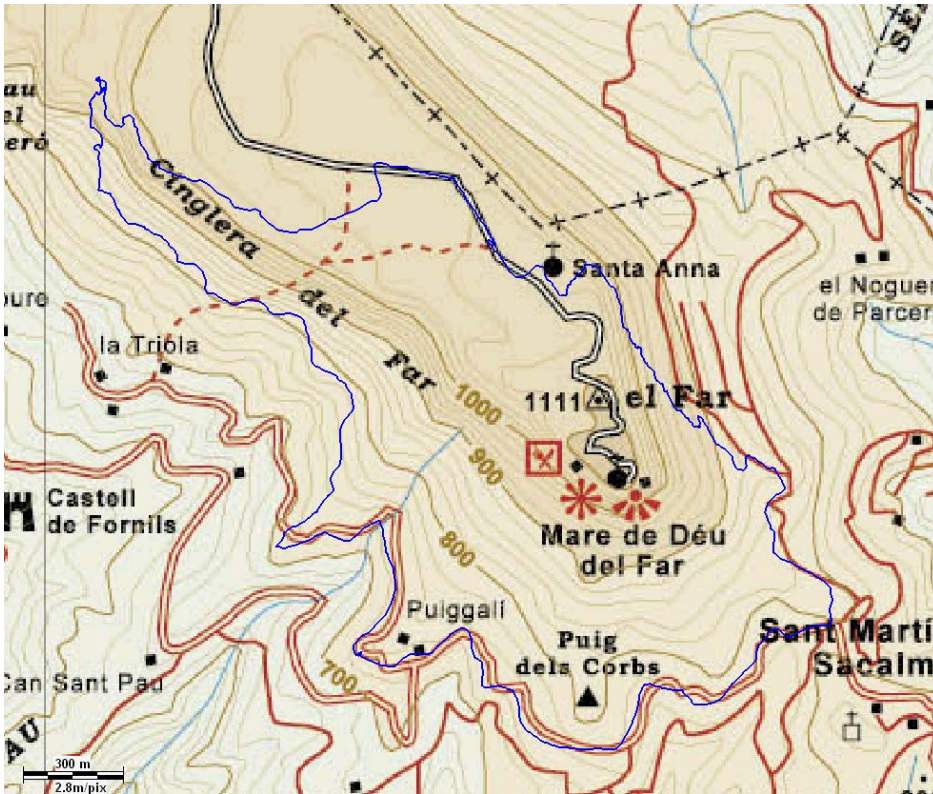 Cinglera
del
Far
Santa Anna
el Noguer
de Parcer
la Triola
1111
el Far
1000
900
800
700
Castell
de Fornils
Mare de Déu
del Far
Puiggalí
Puig
dels Corbs
Sant Martí
Sacalm
Can Sant Pau
AU
300 m
2.8m/pix